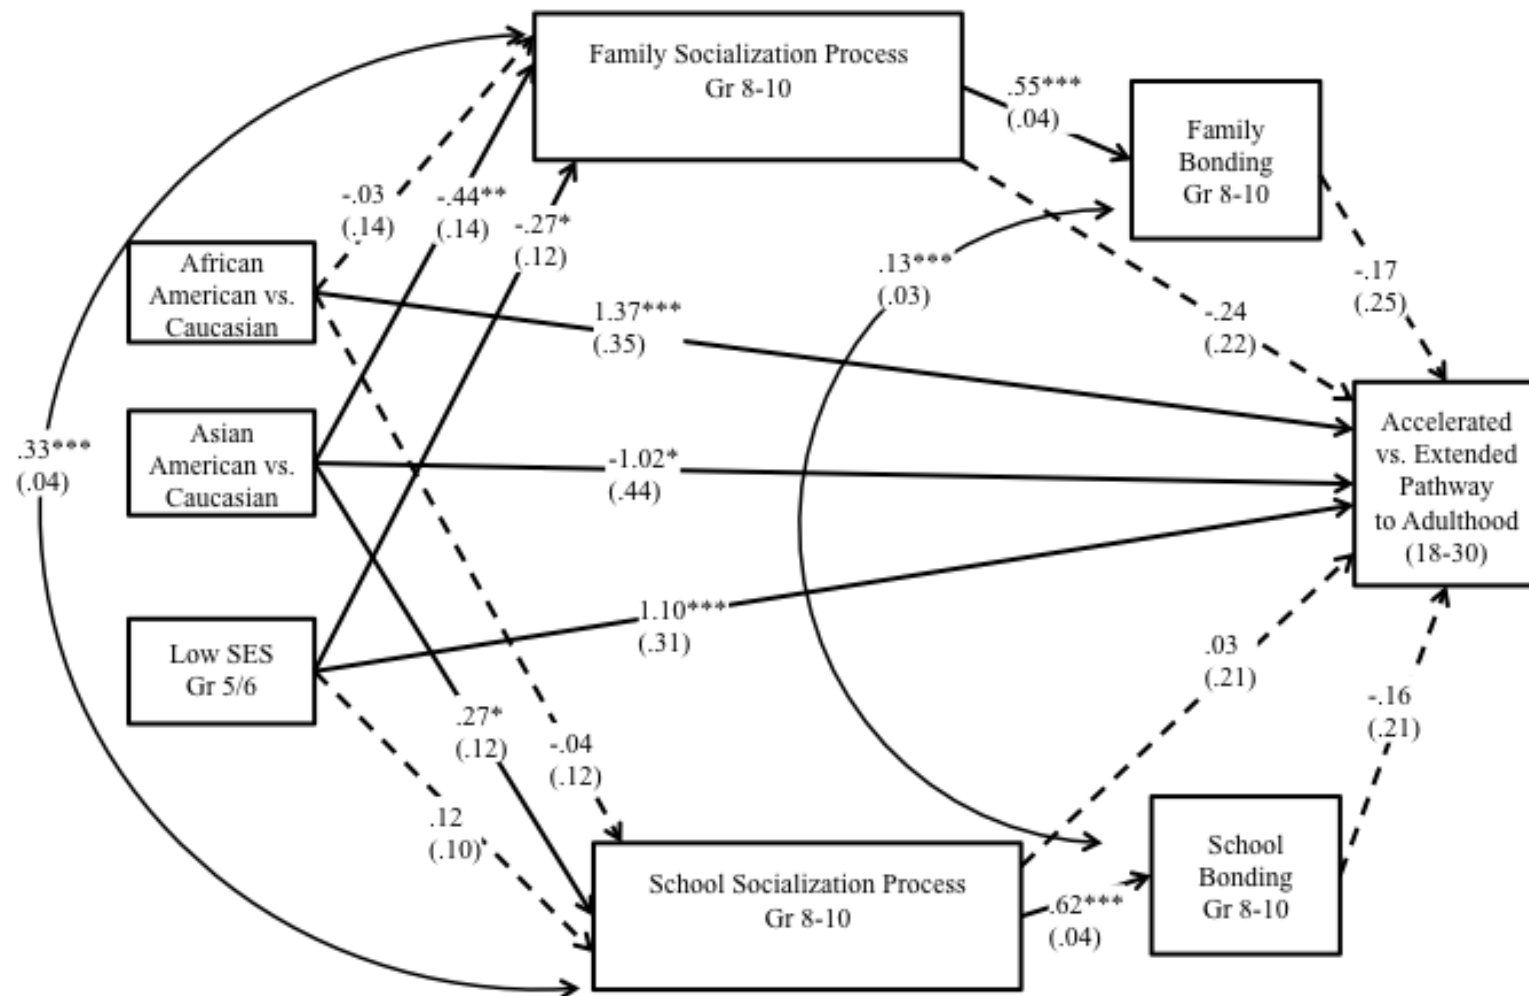 Family Socialization Process
Gr 8-10
.55***
(.04)
Family
Bonding
Gr 8-10
-.03
(.14)
-.44**
(.14)
-.27*
(.12)
African
American vs.
Caucasian
.13***
(.03)
-.17
(.25)
1.37***
(.35)
-.24
(.22)
.33***
(.04)
Asian
American vs.
Caucasian
-1.02*
(.44)
Accelerated
vs. Extended
Pathway
to Adulthood
(18-30)
Low SES
Gr 5/6
1.10***
(.31)
.03
(.21)
-.16
(.21)
.27*
(.12)
-.04
(.12)
.12
(.10)
School Socialization Process
Gr 8-10
.62***
(.04)
School
Bonding
Gr 8-10